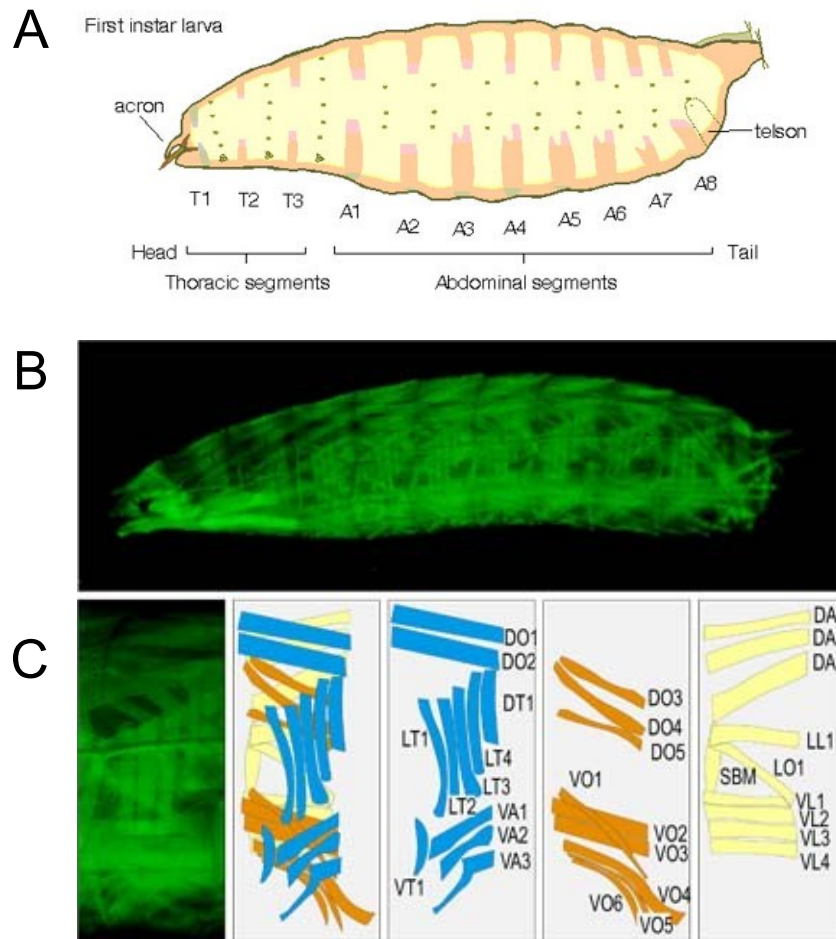 A
First instar larva
acron
telson
T1 T2 T3 A1 A2 A3 A4 A5 A6 A7 A8
Head
Tail
Thoracic segments
Abdominal segments
B
C
DO1
DO2
DT1
LT1
LT4
LT3
LT2
VA1
VA2
VA3
VT1
DO3
DO4
DO5
VO1
VO2
VO3
VO4
VO6
VO5
DA
DA
DA
LL1
SBM
LO1
VL1
VL2
VL3
VL4